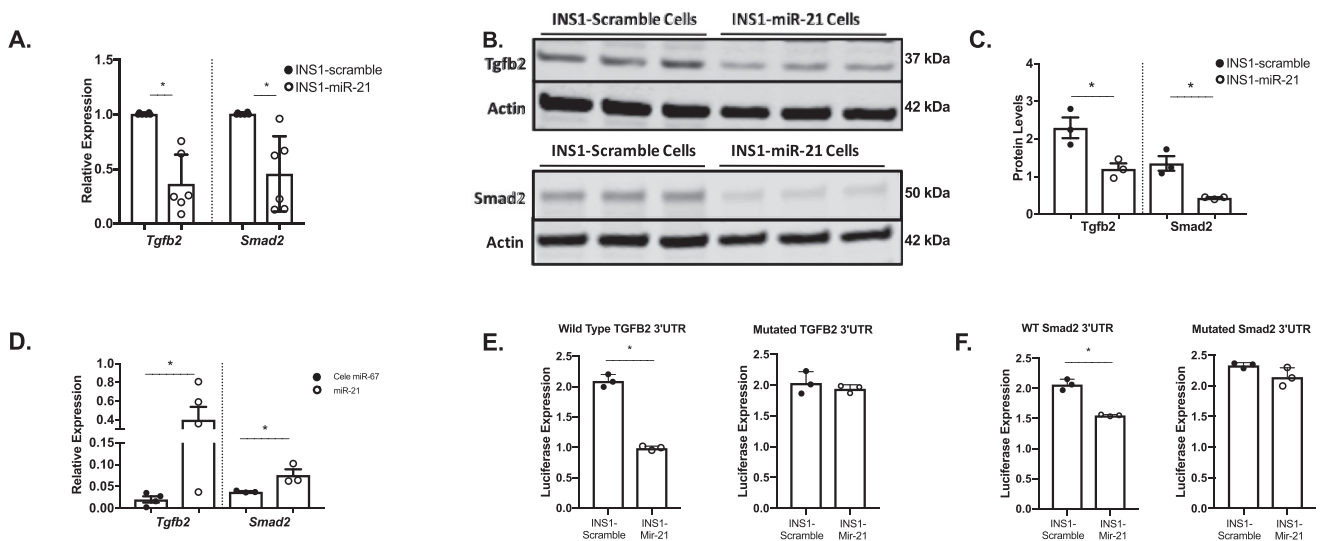 A.
Relative Expression
1.5
1.0
0.5
0.0
*
*
INS1-scramble
INS1-miR-21
Tgfb2
Smad2
B.
INS1-Scramble Cells
INS1-miR-21 Cells
Tgfb2
37 kDa
Actin
42 kDa
INS1-Scramble Cells
INS1-miR-21 Cells
Smad2
50 kDa
Actin
42 kDa
C.
INS1-scramble
INS1-miR-21
Protein Levels
4
3
2
1
0
*
*
Tgfb2
Smad2
D.
Relative Expression
1.0
0.8
0.6
0.4
0.15
0.10
0.05
0.00
*
*
Cele miR-67
miR-21
Tgfb2
Smad2
E.
Wild Type TGFB2 3'UTR
Luciferase Expression
2.5
2.0
1.5
1.0
0.5
0.0
*
INS1-
Scramble
INS1-
Mir-21
Mutated TGFB2 3'UTR
Luciferase Expression
2.5
2.0
1.5
1.0
0.5
0.0
INS1-
Scramble
INS1-
Mir-21
F.
WT Smad2 3'UTR
Luciferase Expression
2.5
2.0
1.5
1.0
0.5
0.0
*
INS1-
Scramble
INS1-
Mir-21
Mutated Smad2 3'UTR
Luciferase Expression
2.5
2.0
1.5
1.0
0.5
0.0
INS1-
Scramble
INS1-
Mir-21